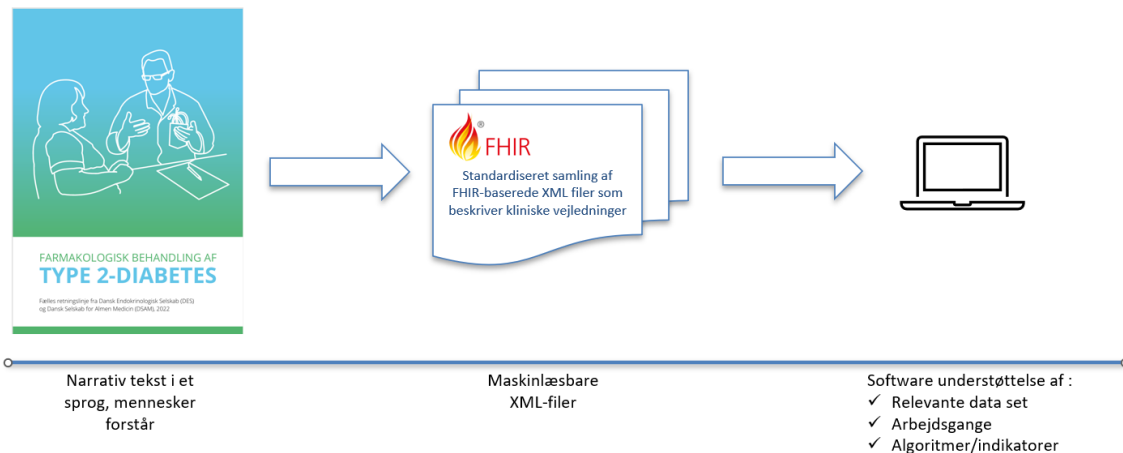 FARMAKOLOGISK BEHANDLING AF
TYPE 2-DIABETES
Fælles retningslinje fra Dansk Endokrinologisk Selskab (DES)
og Dansk Selskab for Almen Medicin (DSAM), 2022
® FHIR
Standardiseret samling af
FHIR-baserede XML filer som
beskriver kliniske vejledninger
Narrativ tekst i et
sprog, mennesker
forstår
Maskinlæsbare
XML-filer
Software understøttelse af :
✓ Relevante data set
✓ Arbejdsgange
✓ Algoritmer/indikatorer